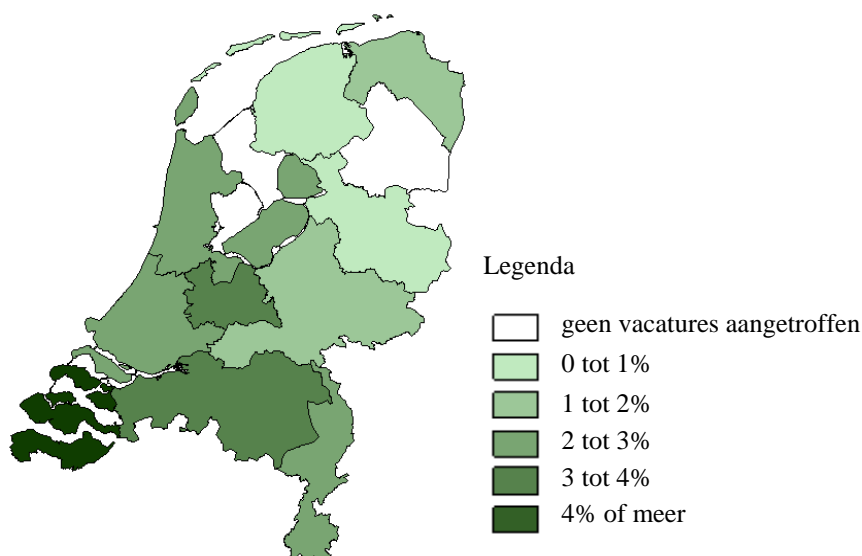 Legenda
geen vacatures aangetroffen
0 tot 1%
1 tot 2%
2 tot 3%
3 tot 4%
4% of meer